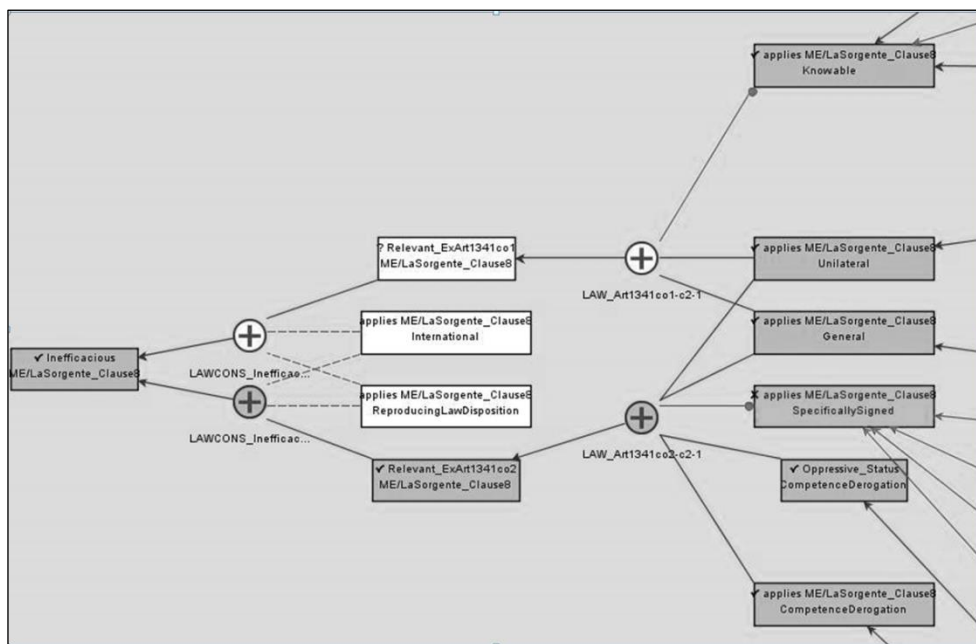 ✔ applies ME/LaSorgente_Clause8
Knowable
? Relevant_ExArt1341co1
ME/LaSorgente_Clause8
LAW_Art1341co1-c2-1
✔ applies ME/LaSorgente_Clause8
Unilateral
applies ME/LaSorgente_Clause8
International
✔ applies ME/LaSorgente_Clause8
General
✔ Inefficacious
ME/LaSorgente_Clause8
LAWCONS_Inefficac...
applies ME/LaSorgente_Clause8
ReproducingLawDisposition
✘ applies ME/LaSorgente_Clause8
SpecificallySigned
LAWCONS_Inefficac...
LAW_Art1341co2-c2-1
✔ Relevant_ExArt1341co2
ME/LaSorgente_Clause8
✔ Oppressive_Status
CompetenceDerogation
✔ applies ME/LaSorgente_Clause8
CompetenceDerogation